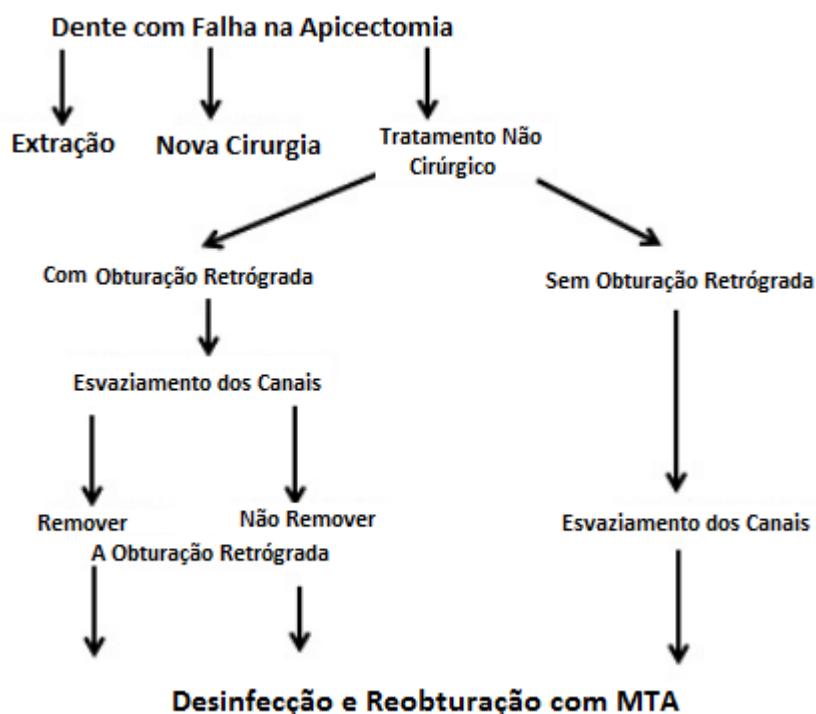 Dente com Falha na Apicectomia
Extração
Nova Cirurgia
Tratamento Não
Cirúrgico
Com Obturação Retrógrada
Sem Obturação Retrógrada
Esvaziamento dos Canais
Remover
Não Remover
A Obturação Retrógrada
Esvaziamento dos Canais
Desinfecção e Reobturação com MTA